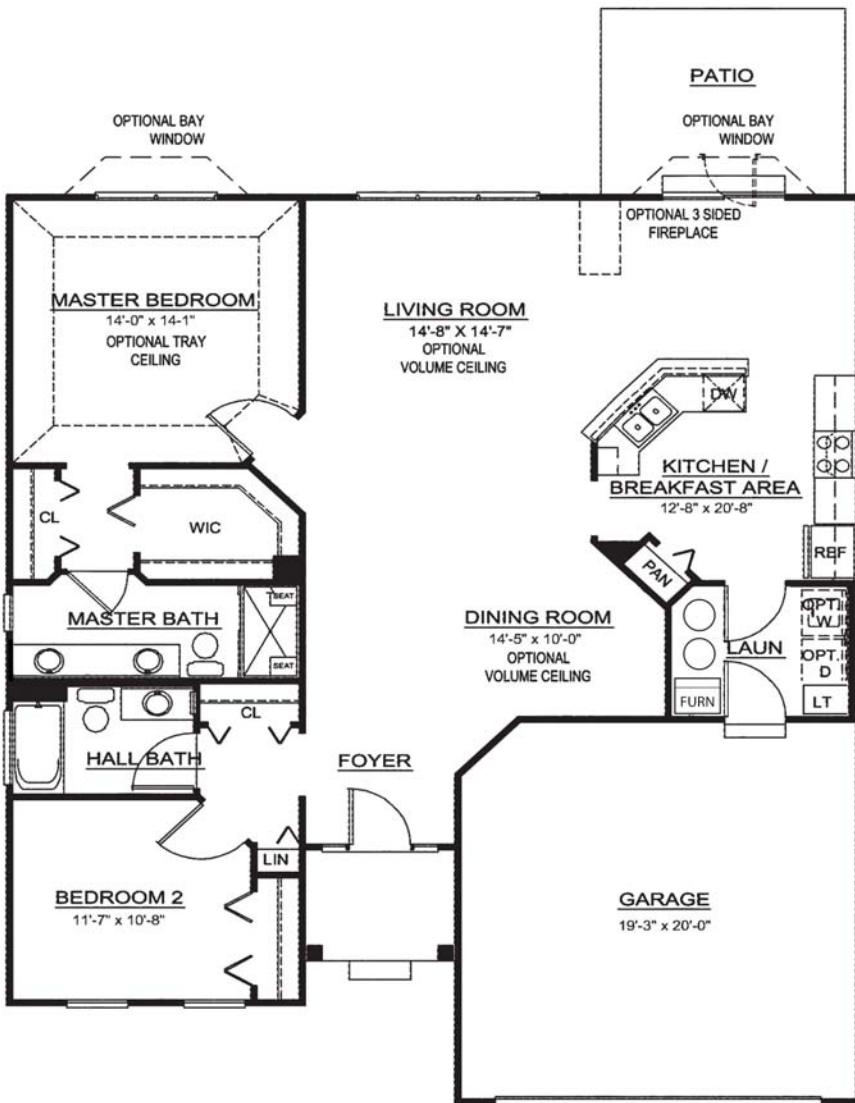 PATIO
OPTIONAL BAY
WINDOW
OPTIONAL BAY
WINDOW
OPTIONAL 3 SIDED
FIREPLACE
MASTER BEDROOM
14'-0" x 14-1"
OPTIONAL TRAY
CEILING
LIVING ROOM
14'-8" X 14'-7"
OPTIONAL
VOLUME CEILING
DW
KITCHEN /
BREAKFAST AREA
12'-8" x 20'-8"
REF
PAN
CL
WIC
MASTER BATH
SEAT
SEAT
DINING ROOM
14'-5" x 10'-0"
OPTIONAL
VOLUME CEILING
LAUN
OPT.
W
OPT.
D
LT
FURN
CL
HALL BATH
FOYER
LIN
BEDROOM 2
11'-7" x 10'-8"
GARAGE
19'-3" x 20'-0"